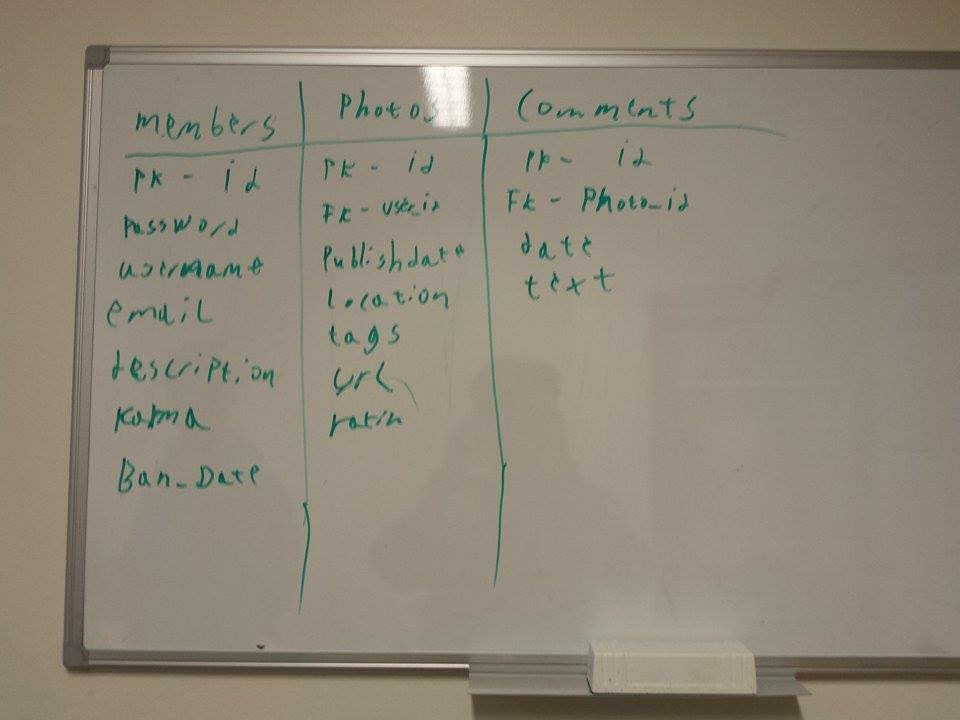 members
PK - id
password
username
email
description
karma
Ban_Date
Photos
PK - id
FK - user_id
Publishdate
location
tags
url
ratin
Comments
PK - id
FK - Photo_id
date
text